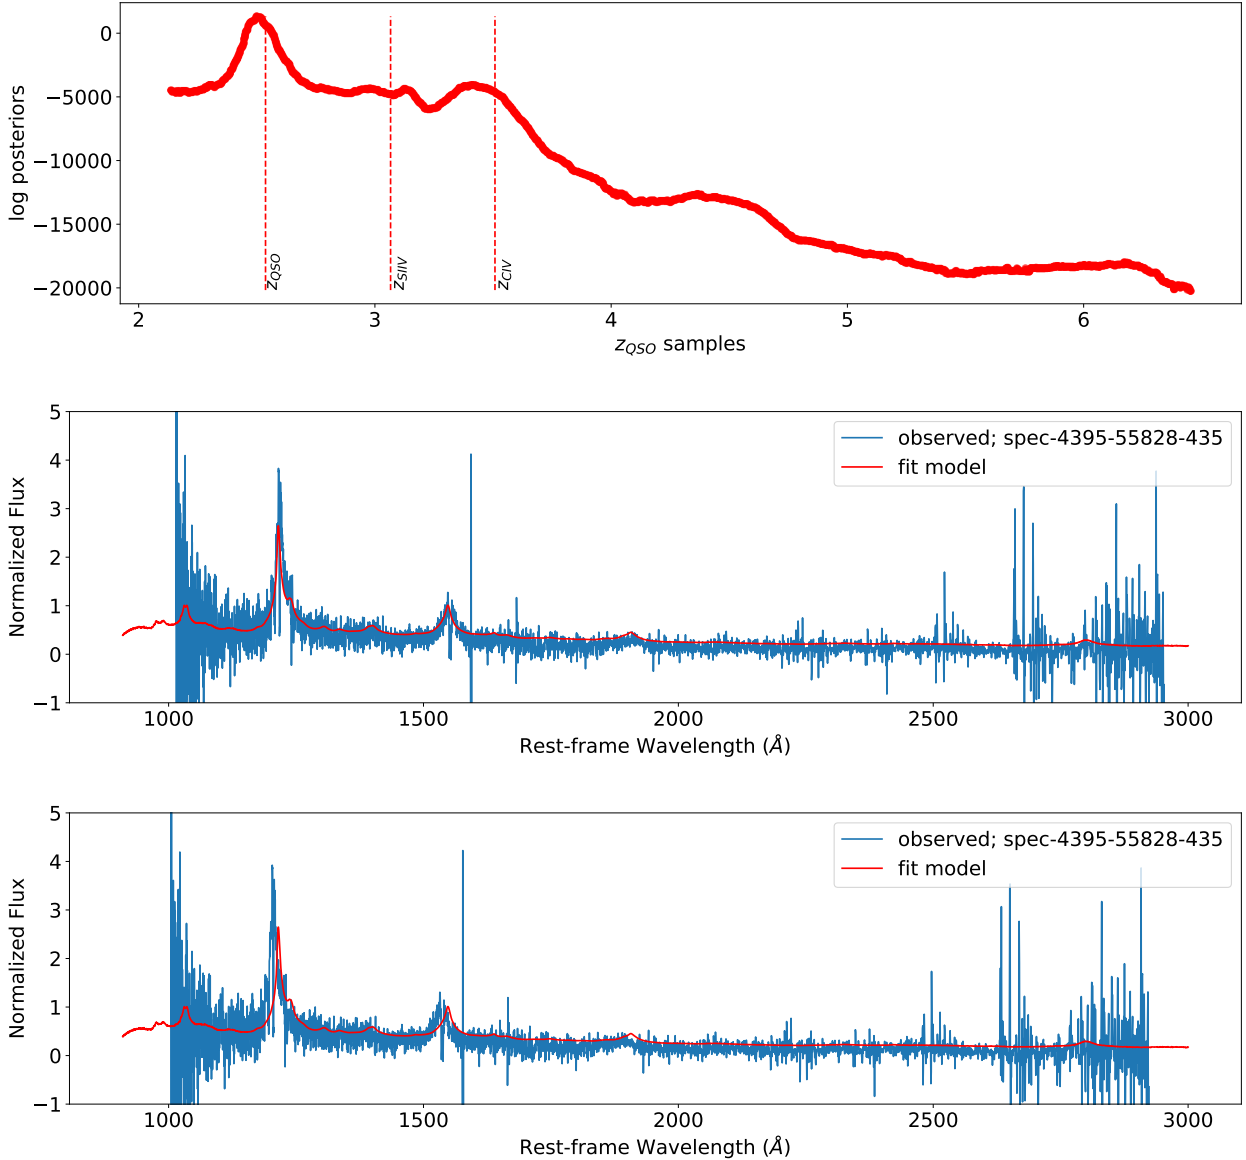 0
−5000
−10000
−15000
−20000
log posteriors
z_QSO
z_SIIV
z_CIV
2 3 4 5 6
z_QSO samples
5
4
3
2
1
0
−1
Normalized Flux
observed; spec-4395-55828-435
fit model
1000 1500 2000 2500 3000
Rest-frame Wavelength (Å)
5
4
3
2
1
0
−1
Normalized Flux
observed; spec-4395-55828-435
fit model
1000 1500 2000 2500 3000
Rest-frame Wavelength (Å)